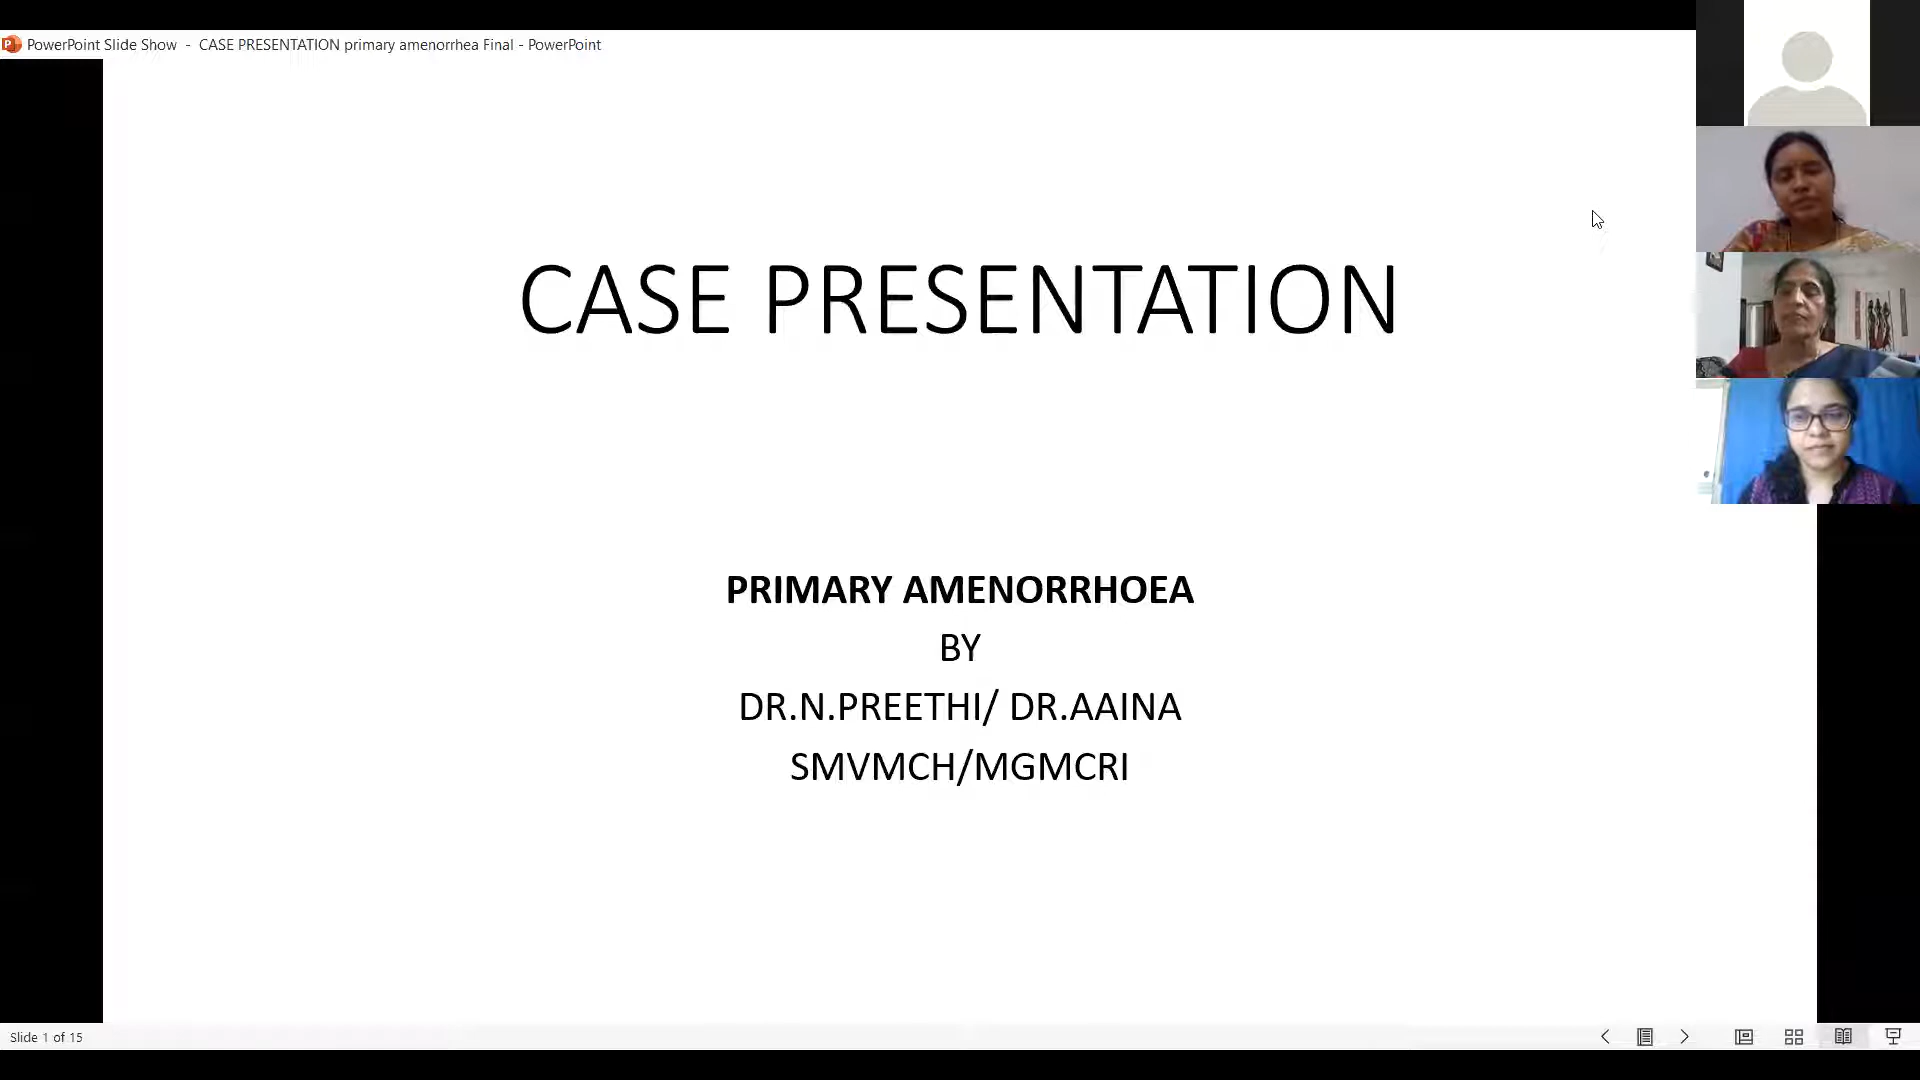 PowerPoint Slide Show - CASE PRESENTATION primary amenorrhea Final - PowerPoint
CASE PRESENTATION
PRIMARY AMENORRHOEA
BY
DR.N.PREETHI/ DR.AAINA
SMVMCH/MGMCRI
Slide 1 of 15